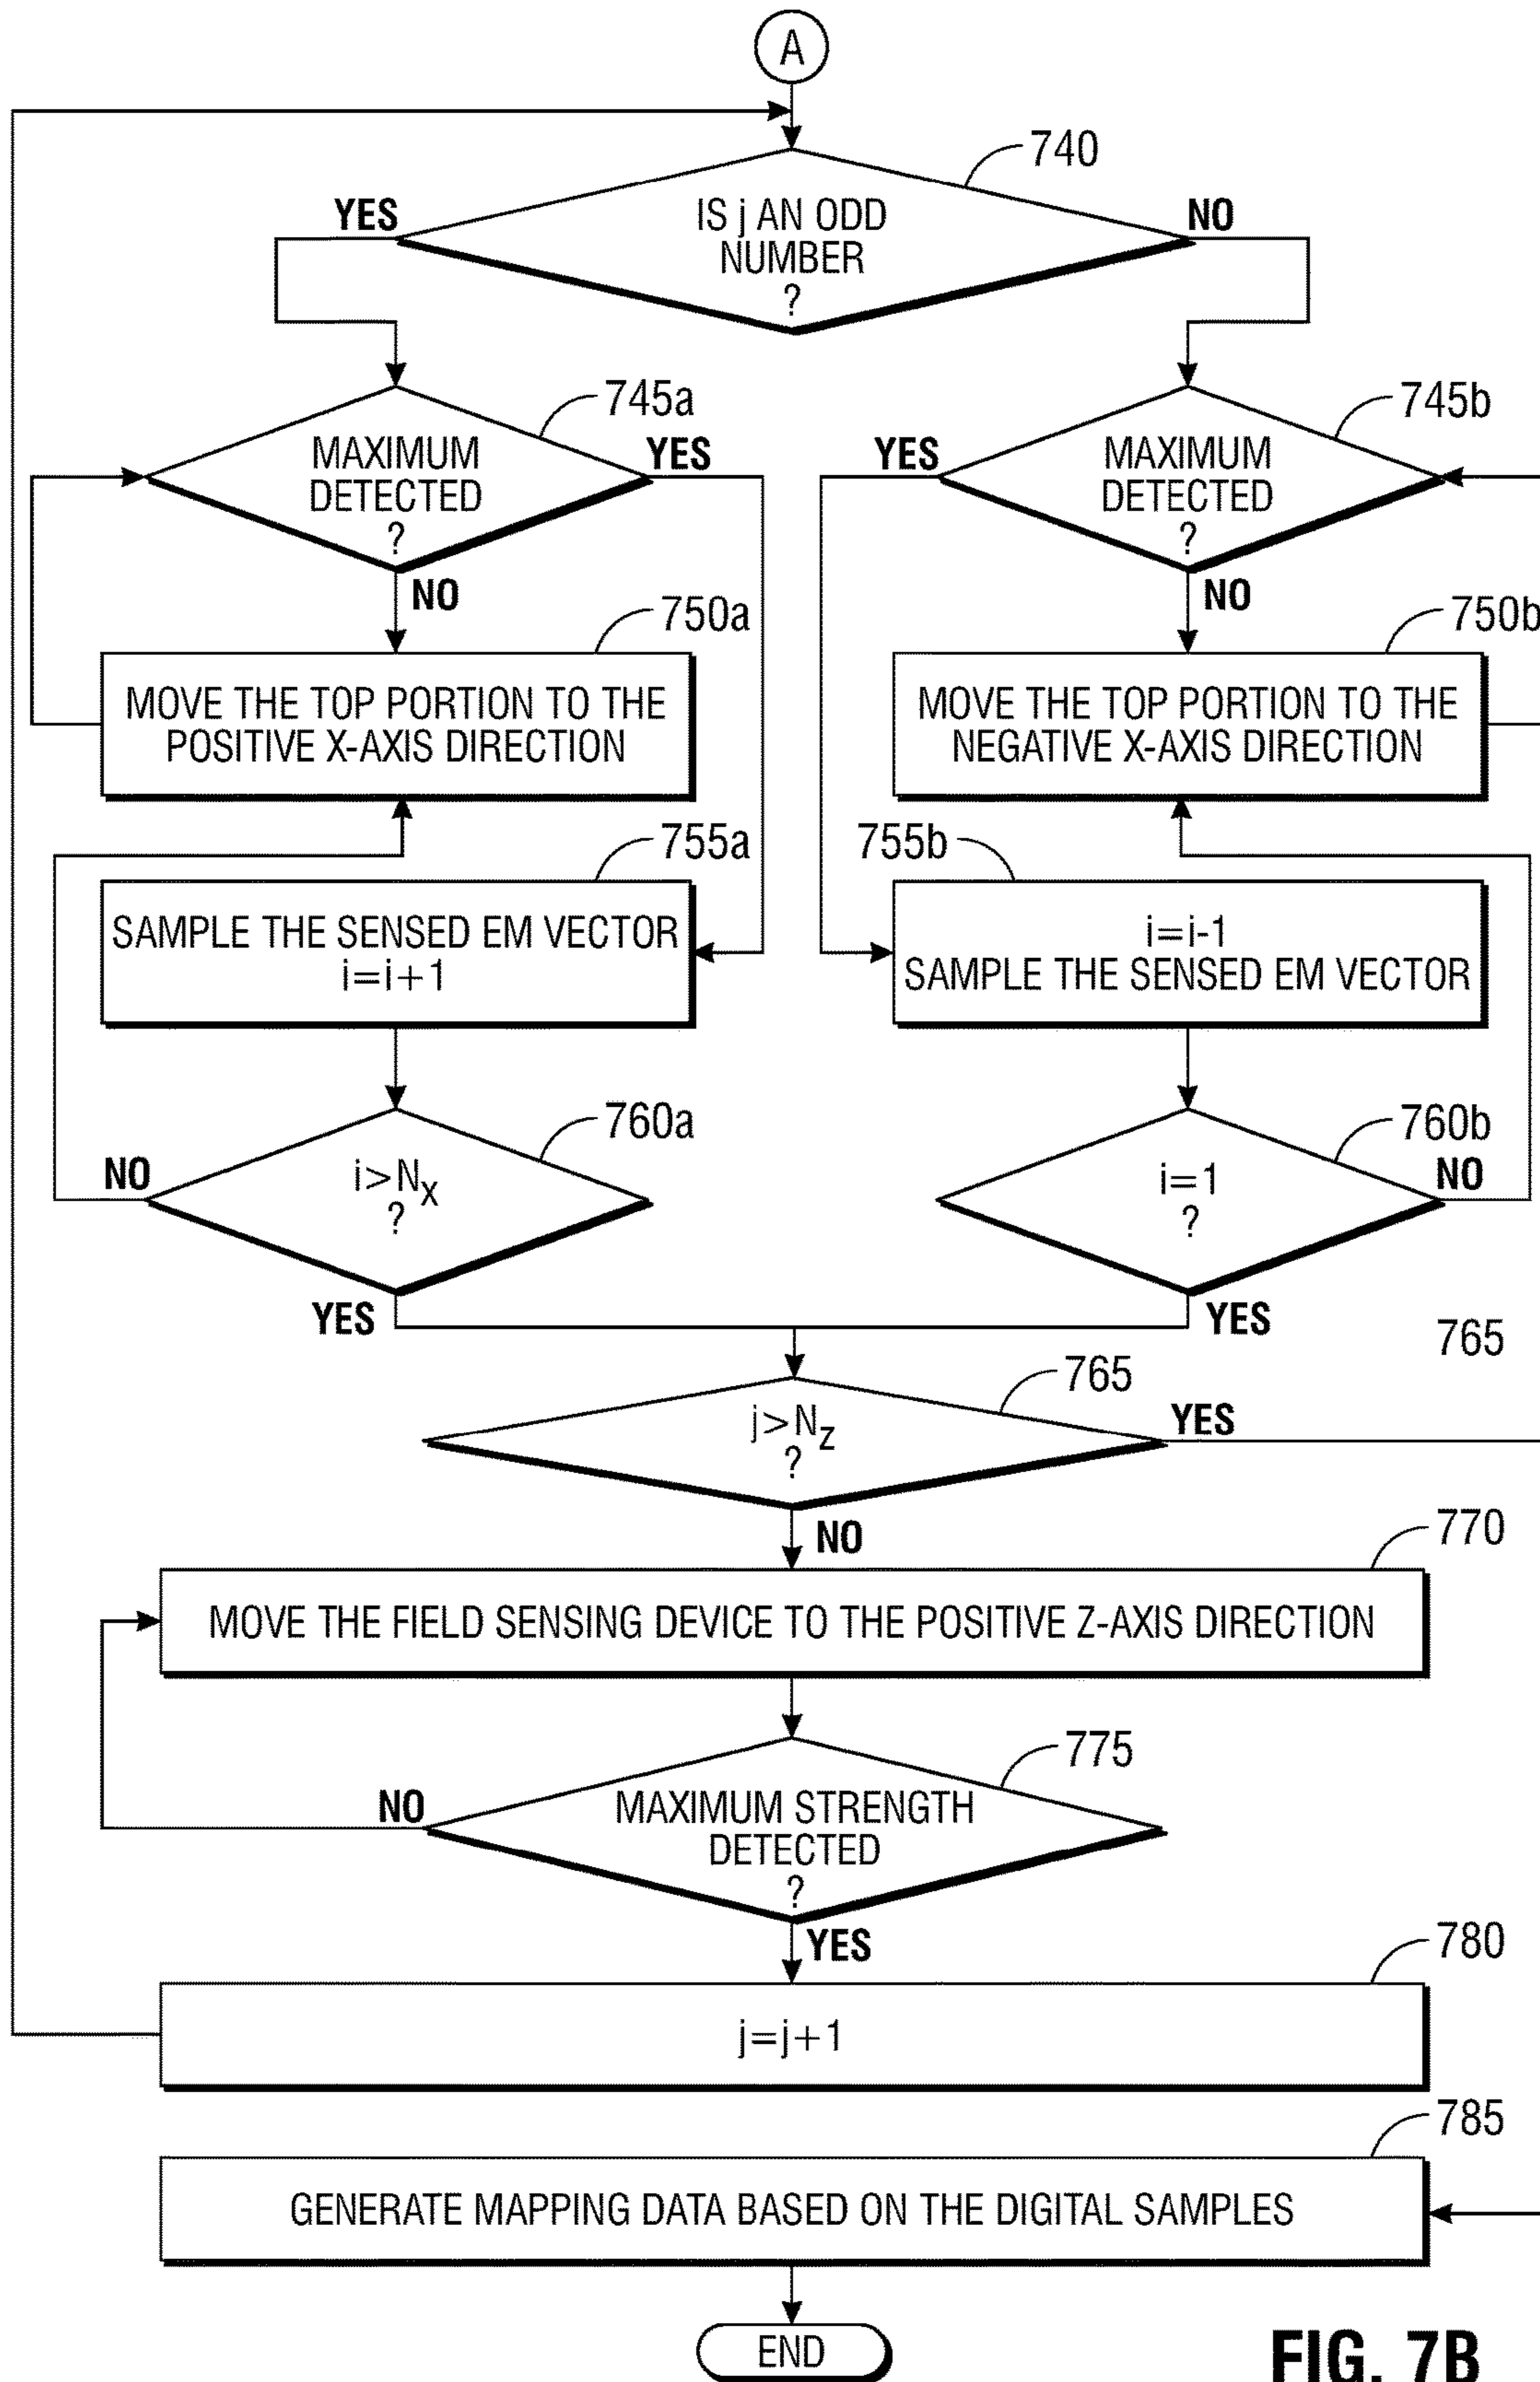 A
740
YES
IS j AN ODD
NUMBER
?
NO
745a
MAXIMUM
DETECTED
?
YES
NO
745b
YES
MAXIMUM
DETECTED
?
NO
750a
MOVE THE TOP PORTION TO THE
POSITIVE X-AXIS DIRECTION
750b
MOVE THE TOP PORTION TO THE
NEGATIVE X-AXIS DIRECTION
755a
SAMPLE THE SENSED EM VECTOR
i=i+1
755b
i=i-1
SAMPLE THE SENSED EM VECTOR
760a
NO
i>Nx
?
YES
760b
i=1
?
NO
YES
765
765
j>Nz
?
YES
NO
770
MOVE THE FIELD SENSING DEVICE TO THE POSITIVE Z-AXIS DIRECTION
775
NO
MAXIMUM STRENGTH
DETECTED
?
YES
780
j=j+1
785
GENERATE MAPPING DATA BASED ON THE DIGITAL SAMPLES
END
FIG. 7B